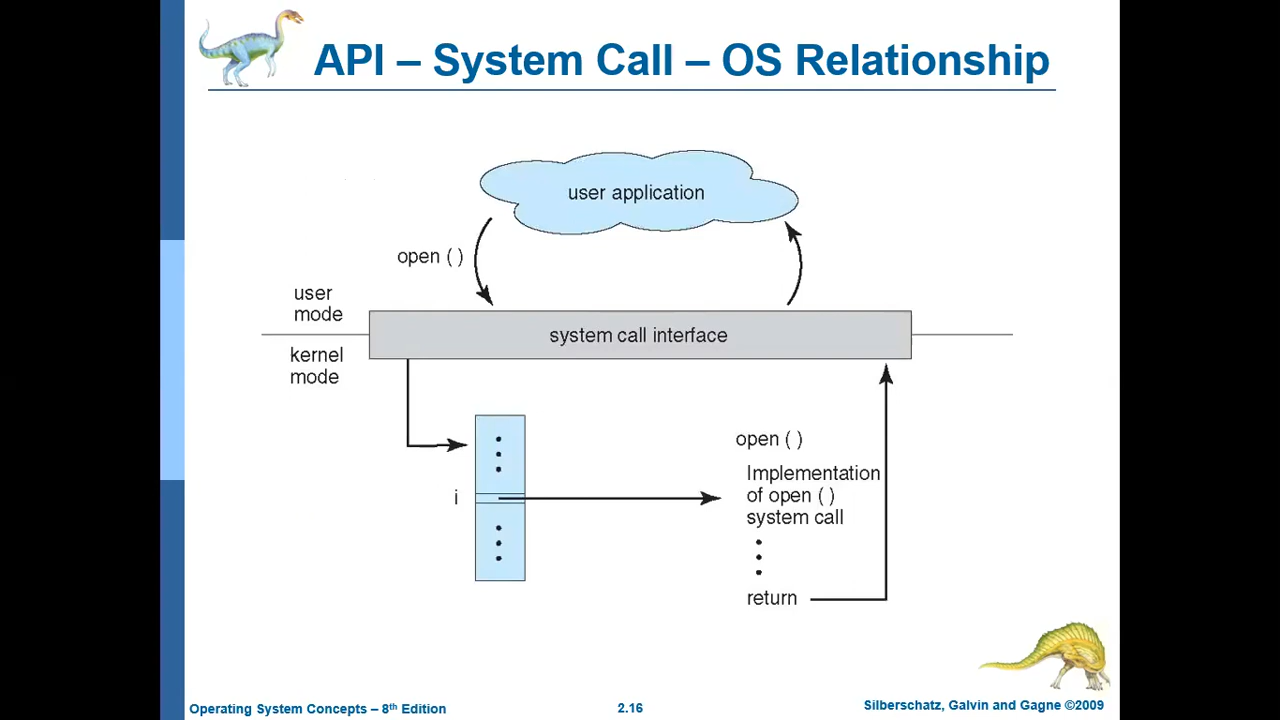 API – System Call – OS Relationship
user application
open ( )
user
mode
system call interface
kernel
mode
open ( )
Implementation
of open ( )
system call
i
return
Operating System Concepts – 8th Edition
2.16
Silberschatz, Galvin and Gagne ©2009